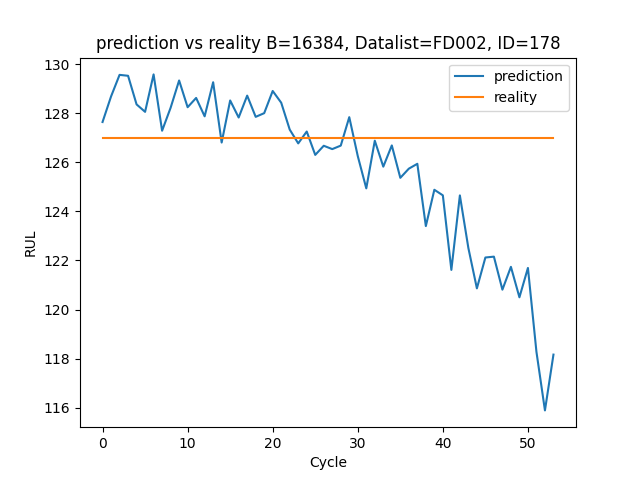 prediction vs reality B=16384, Datalist=FD002, ID=178
prediction
reality
130
128
126
124
122
120
118
116
RUL
0 10 20 30 40 50
Cycle